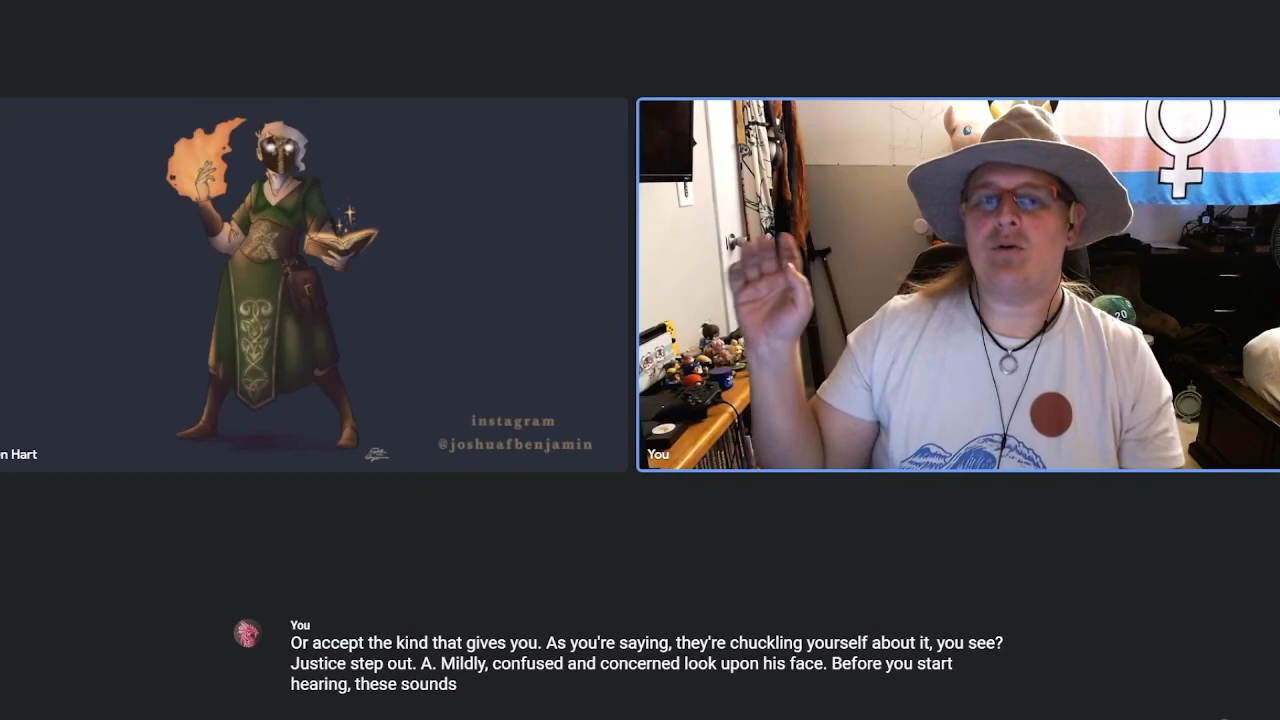 instagram
@joshuafbenjamin
n Hart
You
20
You
Or accept the kind that gives you. As you're saying, they're chuckling yourself about it, you see?
Justice step out. A. Mildly, confused and concerned look upon his face. Before you start
hearing, these sounds